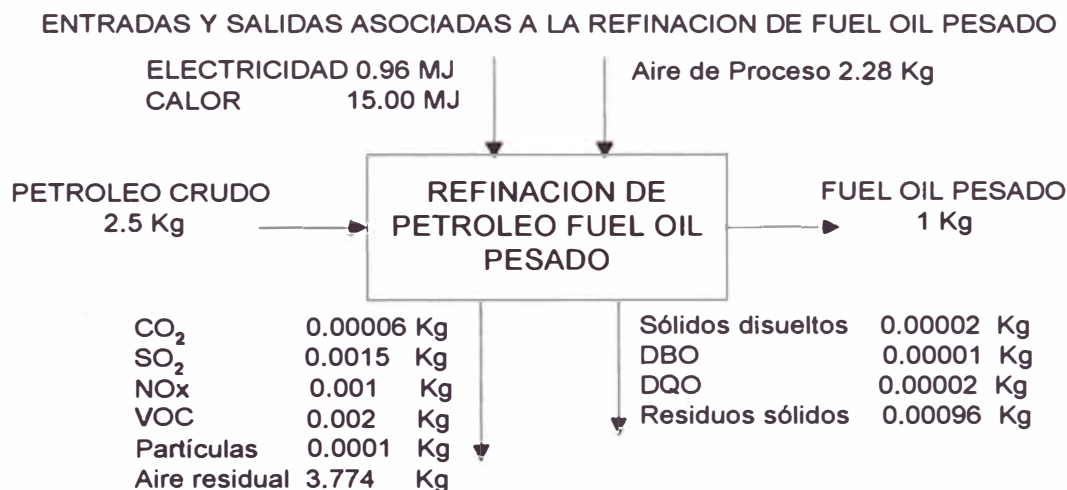 ENTRADAS Y SALIDAS ASOCIADAS A LA REFINACION DE FUEL OIL PESADO
ELECTRICIDAD 0.96 MJ
CALOR 15.00 MJ
Aire de Proceso 2.28 Kg
PETROLEO CRUDO
2.5 Kg
REFINACION DE
PETROLEO FUEL OIL
PESADO
FUEL OIL PESADO
1 Kg
CO₂ 0.00006 Kg
SO₂ 0.0015 Kg
NOx 0.001 Kg
VOC 0.002 Kg
Partículas 0.0001 Kg
Aire residual 3.774 Kg
Sólidos disueltos 0.00002 Kg
DBO 0.00001 Kg
DQO 0.00002 Kg
Residuos sólidos 0.00096 Kg